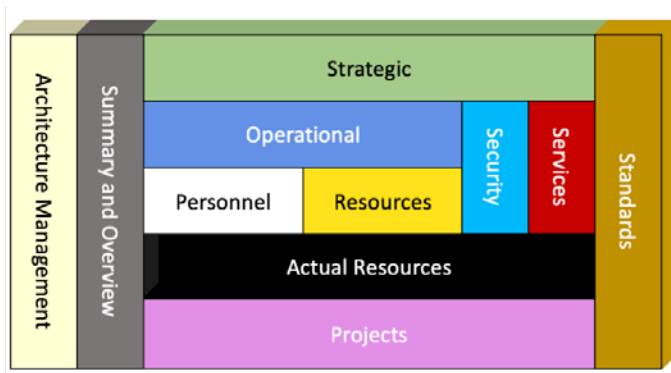 Architecture Management
Summary and Overview
Strategic
Operational
Security
Services
Personnel
Resources
Actual Resources
Projects
Standards